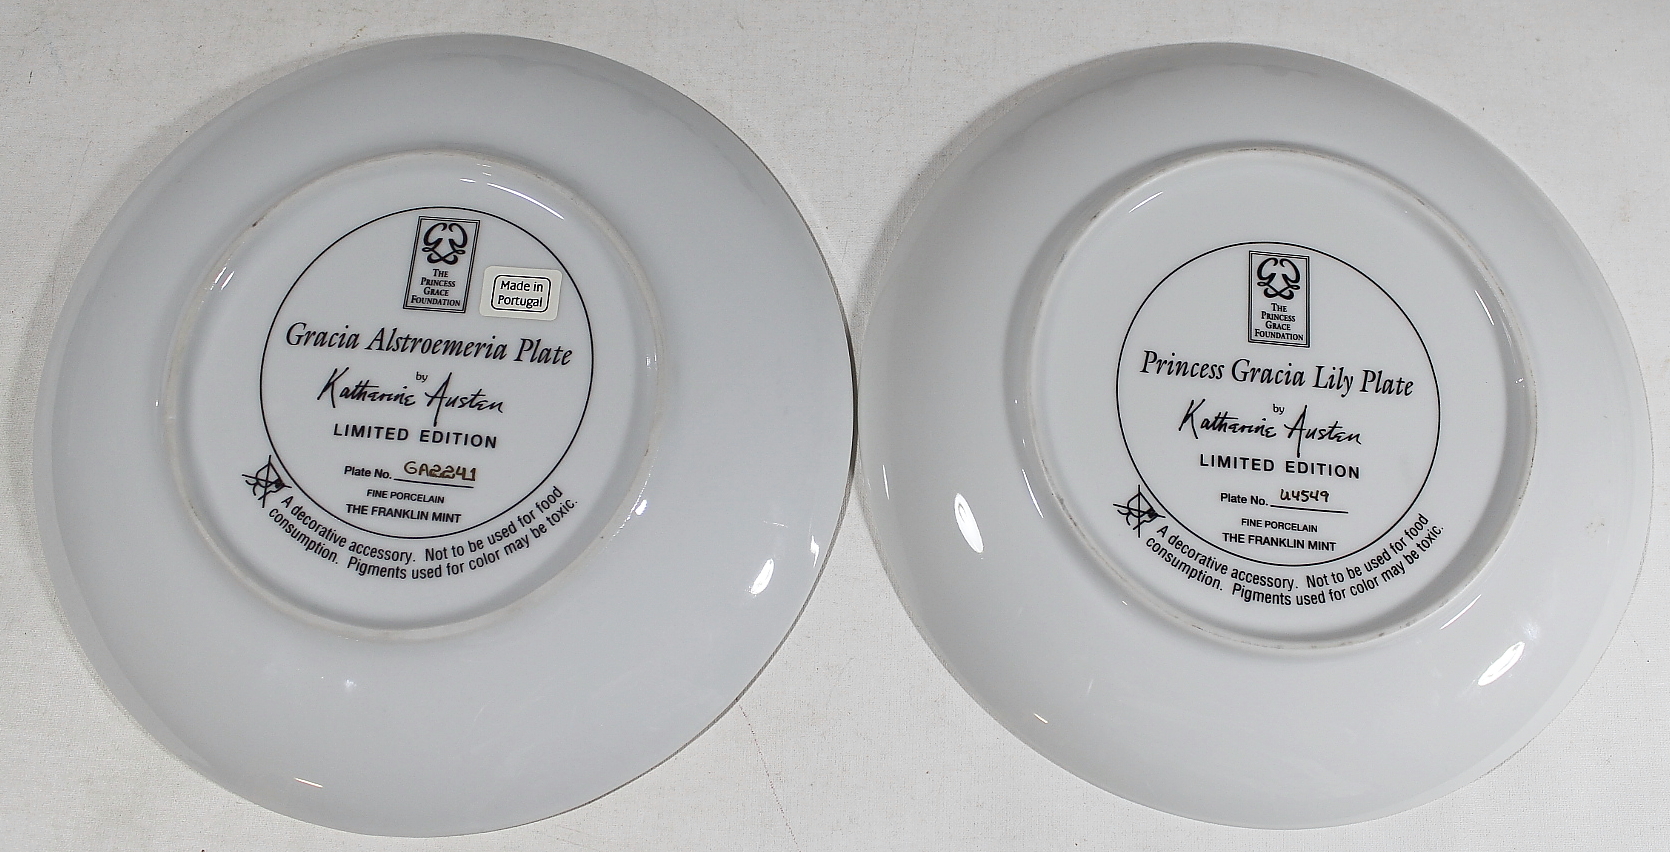 THE
PRINCESS
GRACE
FOUNDATION
Made in
Portugal
Gracia Alstroemeria Plate
by
Katharine Austen
LIMITED EDITION
Plate No. GA2241
FINE PORCELAIN
THE FRANKLIN MINT
A decorative accessory. Not to be used for food
consumption. Pigments used for color may be toxic.
THE
PRINCESS
GRACE
FOUNDATION
Princess Gracia Lily Plate
by
Katharine Austen
LIMITED EDITION
Plate No. U4549
FINE PORCELAIN
THE FRANKLIN MINT
A decorative accessory. Not to be used for food
consumption. Pigments used for color may be toxic.